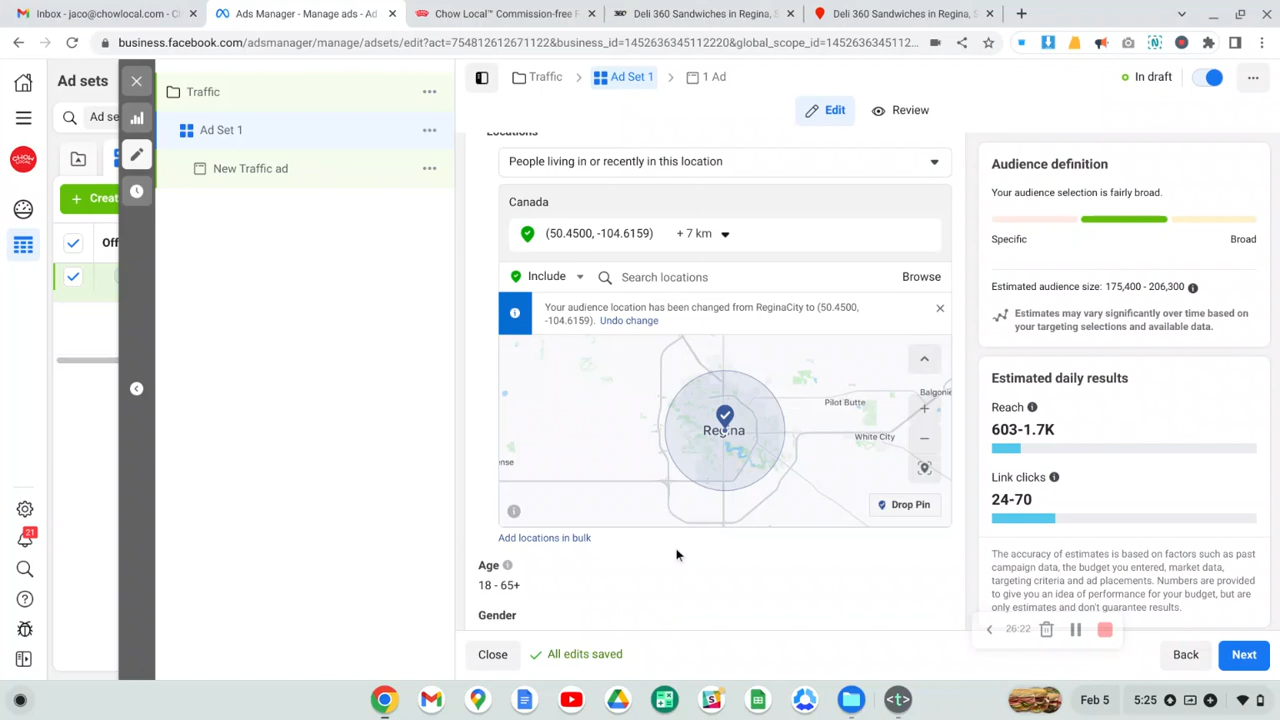 Inbox - jaco@chowlocal.com - C
Ads Manager - Manage ads - Ad
Chow Local™ Commission-free F
Deli 360 Sandwiches in Regina, S
Deli 360 Sandwiches in Regina, S
business.facebook.com/adsmanager/manage/adsets/edit?act=754812612671122&business_id=1452636345112220&global_scope_id=1452636345112...
Ad sets
Ad se
Creat
Off
CHOW LOCAL
21
Traffic
Ad Set 1
New Traffic ad
Traffic
Ad Set 1
1 Ad
In draft
Edit
Review
Locations
People living in or recently in this location
Canada
(50.4500, -104.6159) + 7 km
Include
Search locations
Browse
Your audience location has been changed from ReginaCity to (50.4500,
-104.6159). Undo change
Balgonie
Pilot Butte
Regina
White City
ense
Drop Pin
Add locations in bulk
Age
18 - 65+
Gender
Close
All edits saved
Back
Next
Audience definition
Your audience selection is fairly broad.
Specific
Broad
Estimated audience size: 175,400 - 206,300
Estimates may vary significantly over time based on
your targeting selections and available data.
Estimated daily results
Reach
603-1.7K
Link clicks
24-70
The accuracy of estimates is based on factors such as past
campaign data, the budget you entered, market data,
targeting criteria and ad placements. Numbers are provided
to give you an idea of performance for your budget, but are
only estimates and don't guarantee results.
26:22
Feb 5
5:25